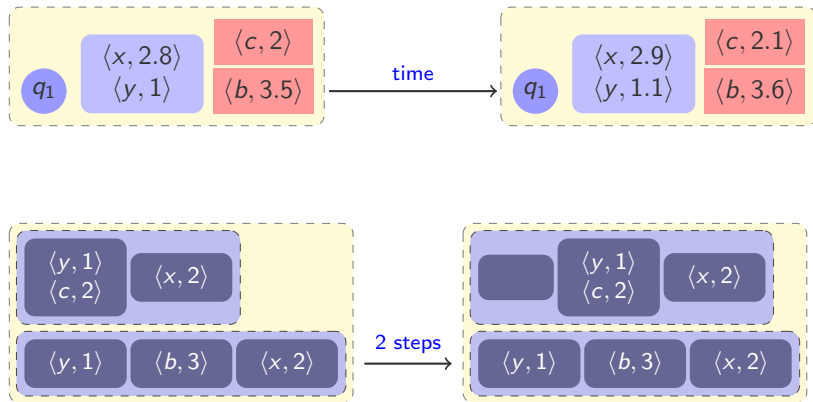 q₁ ⟨x, 2.8⟩ ⟨c, 2⟩
⟨y, 1⟩ ⟨b, 3.5⟩
time
q₁ ⟨x, 2.9⟩ ⟨c, 2.1⟩
⟨y, 1.1⟩ ⟨b, 3.6⟩
⟨y, 1⟩ ⟨x, 2⟩
⟨c, 2⟩
⟨y, 1⟩ ⟨b, 3⟩ ⟨x, 2⟩
2 steps
⟨y, 1⟩ ⟨x, 2⟩
⟨c, 2⟩
⟨y, 1⟩ ⟨b, 3⟩ ⟨x, 2⟩